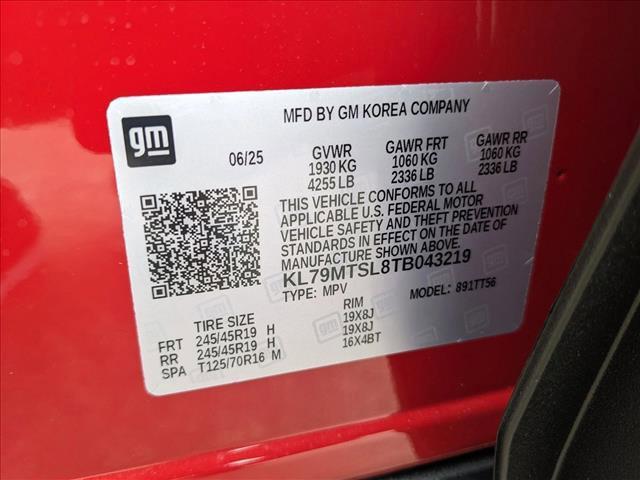 MFD BY GM KOREA COMPANY
gm
06/25
GVWR GAWR FRT GAWR RR
1930 KG 1060 KG 1060 KG
4255 LB 2336 LB 2336 LB
THIS VEHICLE CONFORMS TO ALL
APPLICABLE U.S. FEDERAL MOTOR
VEHICLE SAFETY AND THEFT PREVENTION
STANDARDS IN EFFECT ON THE DATE OF
MANUFACTURE SHOWN ABOVE.
KL79MTSL8TB043219
TYPE: MPV MODEL: 891TT56
TIRE SIZE RIM
FRT 245/45R19 H 19X8J
RR 245/45R19 H 19X8J
SPA T125/70R16 M 16X4BT